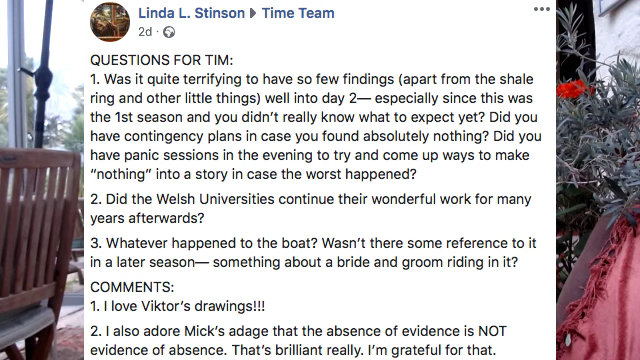 Linda L. Stinson ▸ Time Team
2d ·
QUESTIONS FOR TIM:
1. Was it quite terrifying to have so few findings (apart from the shale
ring and other little things) well into day 2— especially since this was
the 1st season and you didn't really know what to expect yet? Did you
have contingency plans in case you found absolutely nothing? Did you
have panic sessions in the evening to try and come up ways to make
“nothing” into a story in case the worst happened?
2. Did the Welsh Universities continue their wonderful work for many
years afterwards?
3. Whatever happened to the boat? Wasn't there some reference to it
in a later season— something about a bride and groom riding in it?
COMMENTS:
1. I love Viktor's drawings!!!
2. I also adore Mick's adage that the absence of evidence is NOT
evidence of absence. That's brilliant really. I'm grateful for that.